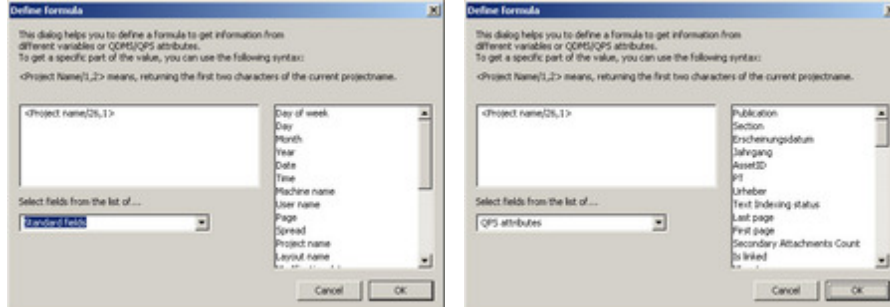 Define formula
This dialog helps you to define a formula to get information from
different variables or QDMS/QPS attributes.
To get a specific part of the value, you can use the following syntax:
<Project Name/1,2> means, returning the first two characters of the current projectname.
<Project name/26,1>
Day of week
Day
Month
Year
Date
Time
Machine name
User name
Page
Spread
Project name
Layout name
Select fields from the list of....
Standard fields
Cancel
OK
Define formula
This dialog helps you to define a formula to get information from
different variables or QDMS/QPS attributes.
To get a specific part of the value, you can use the following syntax:
<Project Name/1,2> means, returning the first two characters of the current projectname.
<Project name/26,1>
Publication
Section
Erscheinungsdatum
Jahrgang
AssetID
PT
Urheber
Text Indexing status
Last page
First page
Secondary Attachments Count
Is linked
Select fields from the list of....
QPS attributes
Cancel
OK